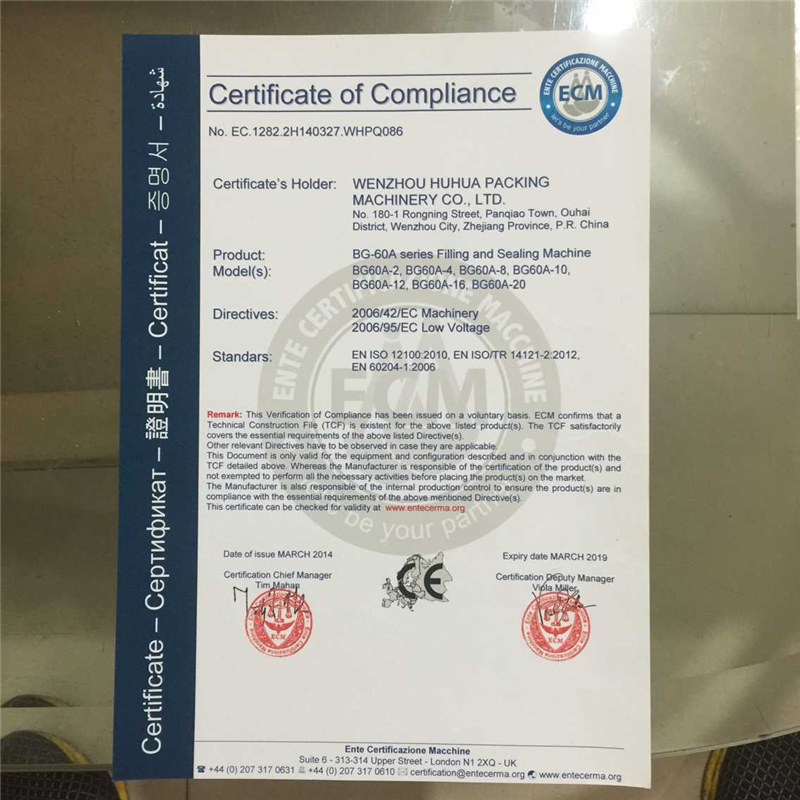 Certificate – Сертификат – 證明書 – Certificat – 증명서 – شهادة
Certificate of Compliance
ENTE CERTIFICAZIONE MACCHINE
ECM
let's be your partner
No. EC.1282.2H140327.WHPQ086
Certificate's Holder: WENZHOU HUHUA PACKING
MACHINERY CO., LTD.
No. 180-1 Rongning Street, Panqiao Town, Ouhai
District, Wenzhou City, Zhejiang Province, P.R. China
Product: BG-60A series Filling and Sealing Machine
Model(s): BG60A-2, BG60A-4, BG60A-8, BG60A-10,
BG60A-12, BG60A-16, BG60A-20
Directives: 2006/42/EC Machinery
2006/95/EC Low Voltage
Standars: EN ISO 12100:2010, EN ISO/TR 14121-2:2012,
EN 60204-1:2006
ENTE CERTIFICAZIONE MACCHINE
ECM
be your partner
Remark: This Verification of Compliance has been issued on a voluntary basis. ECM confirms that a
Technical Construction File (TCF) is existent for the above listed product(s). The TCF satisfactorily
covers the essential requirements of the above listed Directive(s).
Other relevant Directives have to be observed in case they are applicable.
This Document is only valid for the equipment and configuration described and in conjunction with the
TCF detailed above. Whereas the Manufacturer is responsible of the certification of the product(s) and
not exempted to perform all the necessary activities before placing the product(s) on the market.
The Manufacturer is also responsible of the internal production control to ensure the product(s) are in
compliance with the essential requirements of the above mentioned Directive(s).
This certificate can be checked for validity at www.entecerma.org
Date of issue MARCH 2014
Expiry date MARCH 2019
Certification Chief Manager
Tim Mahan
Certification Deputy Manager
Viola Miller
CE
ECM
ECM
Ente Certificazione Macchine
Suite 6 - 313-314 Upper Street - London N1 2XQ - UK
+44 (0) 207 317 0631 +44 (0) 207 317 0610 certification@entecerma.org www.entecerma.org